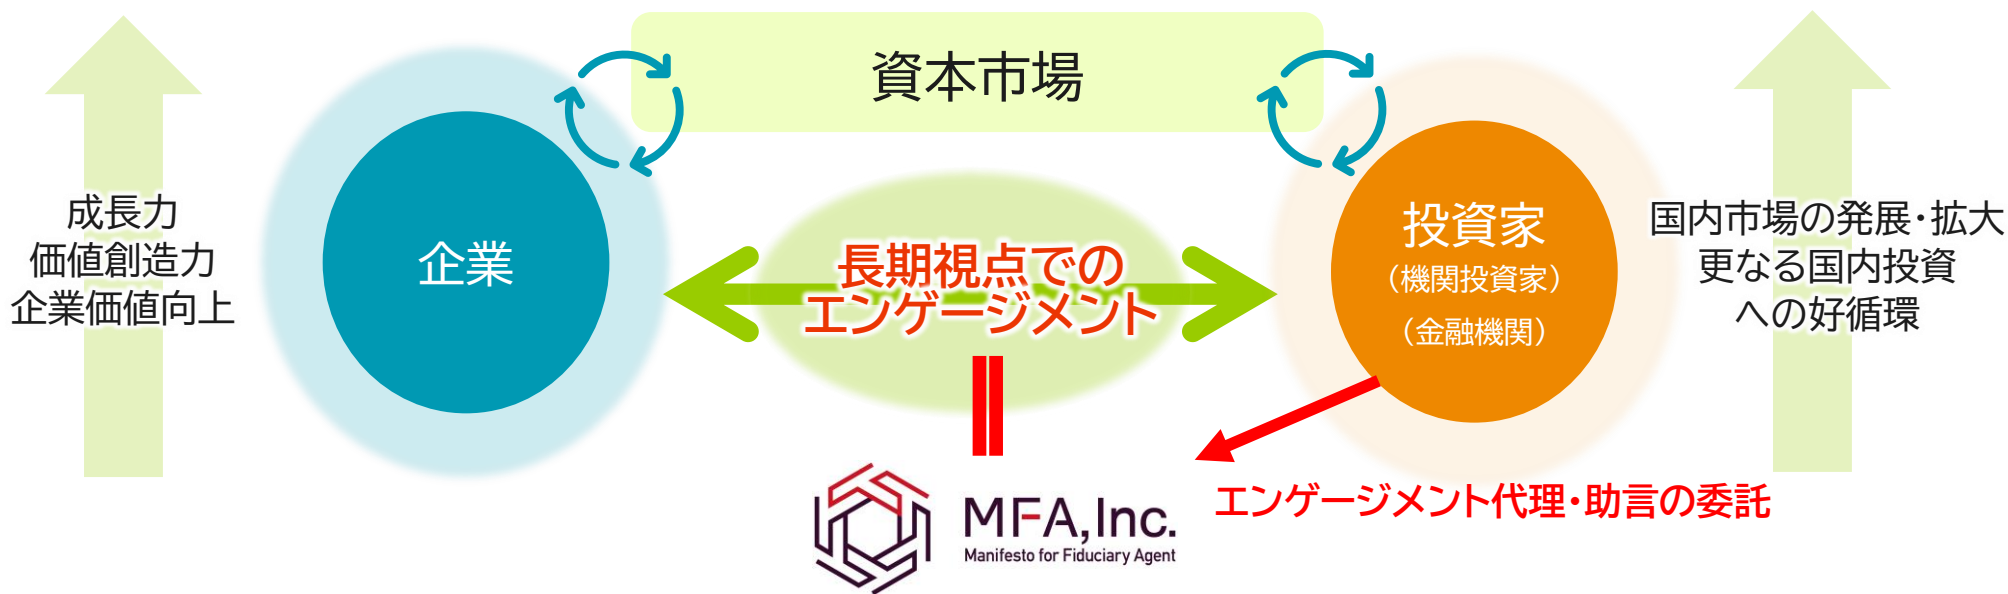 資本市場
成長力
価値創造力
企業価値向上
企業
長期視点での
エンゲージメント
投資家
（機関投資家）
（金融機関）
国内市場の発展・拡大
更なる国内投資
への好循環
エンゲージメント代理・助言の委託
MFA,Inc.
Manifesto for Fiduciary Agent